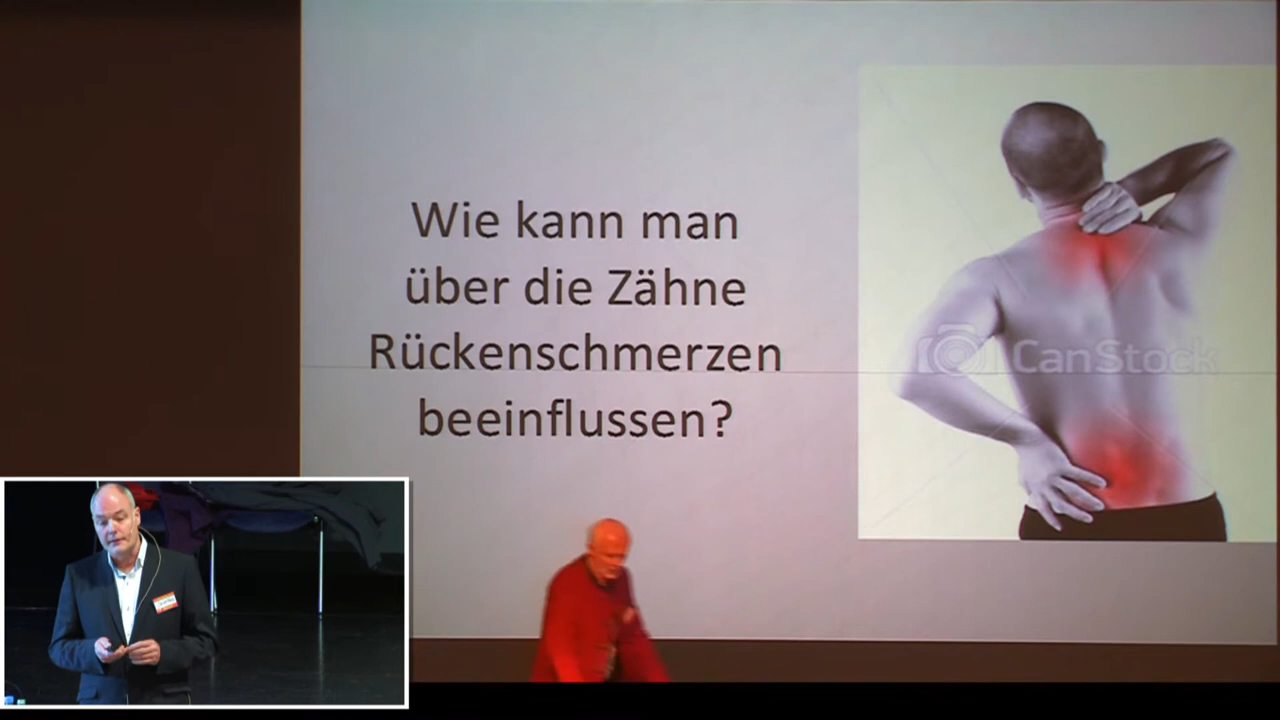 Wie kann man
über die Zähne
Rückenschmerzen
beeinflussen?
CanStock